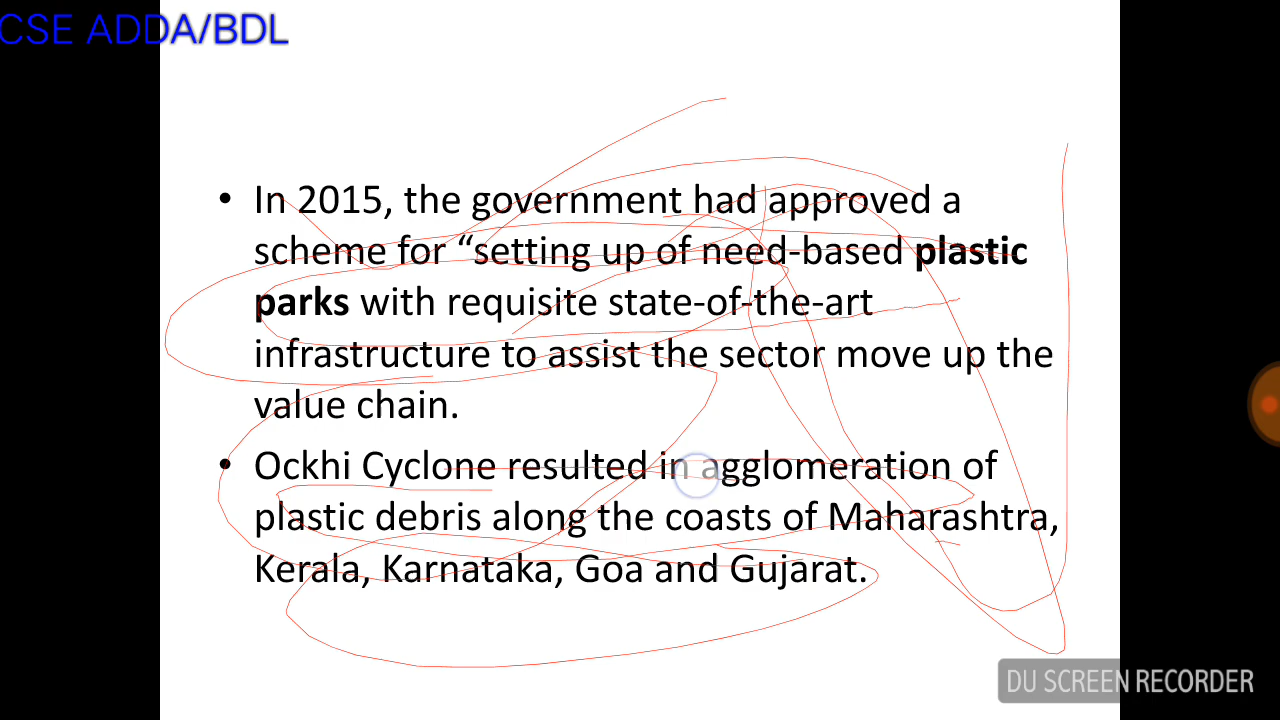 CSE ADDA/BDL
• In 2015, the government had approved a
scheme for “setting up of need-based plastic
parks with requisite state-of-the-art
infrastructure to assist the sector move up the
value chain.
• Ockhi Cyclone resulted in agglomeration of
plastic debris along the coasts of Maharashtra,
Kerala, Karnataka, Goa and Gujarat.
DU SCREEN RECORDER